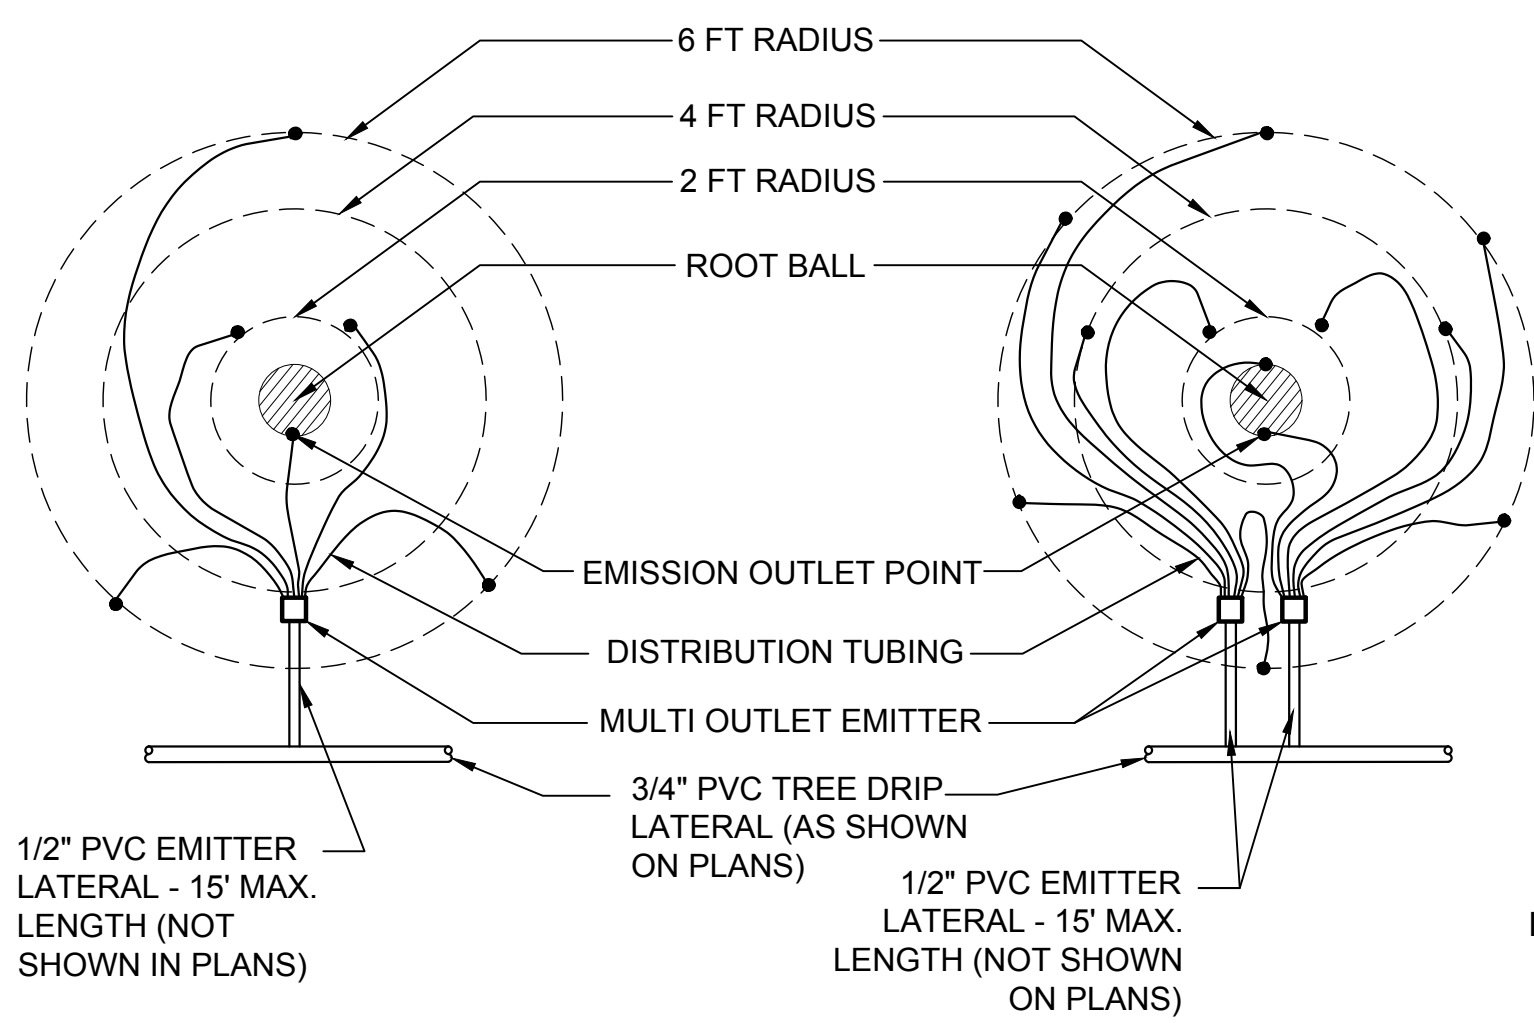 6 FT RADIUS
4 FT RADIUS
2 FT RADIUS
ROOT BALL
EMISSION OUTLET POINT
DISTRIBUTION TUBING
MULTI OUTLET EMITTER
3/4" PVC TREE DRIP
LATERAL (AS SHOWN
ON PLANS)
1/2" PVC EMITTER
LATERAL - 15' MAX.
LENGTH (NOT
SHOWN IN PLANS)
1/2" PVC EMITTER
LATERAL - 15' MAX.
LENGTH (NOT SHOWN
ON PLANS)